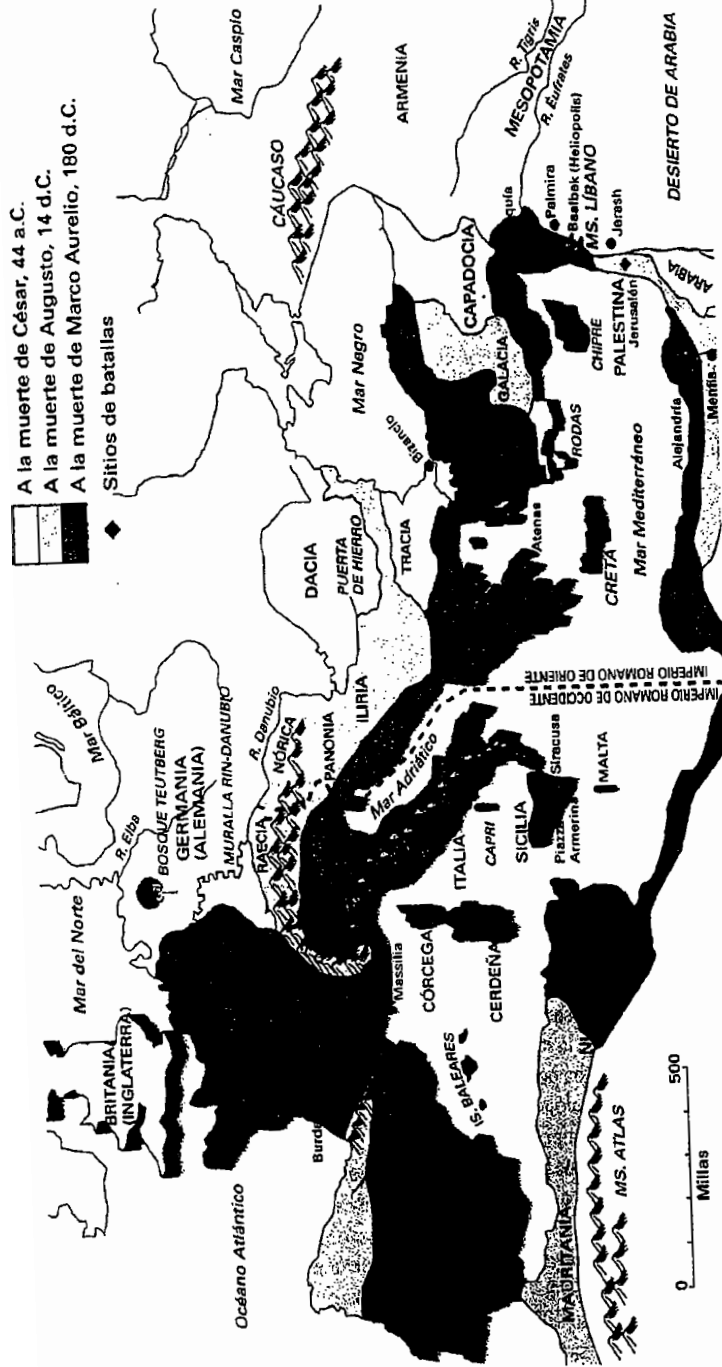 A la muerte de César, 44 a.C.
A la muerte de Augusto, 14 d.C.
A la muerte de Marco Aurelio, 180 d.C.
Sitios de batallas
Mar Caspio
CÁUCASO
ARMENIA
R. Tigris
MESOPOTAMIA
R. Éufrates
DESIERTO DE ARABIA
Palmira
Baalbek (Heliopolis)
MS. LÍBANO
Jerash
ARABIA
PALESTINA
Jerusalén
CAPADOCIA
GALACIA
CHIPRE
RODAS
Mar Negro
Bizancio
Menfis
Alejandría
Mar Mediterráneo
CRETA
Atenas
TRACIA
DACIA
PUERTA
DE HIERRO
ILIRIA
PANONIA
NÓRICA
RAECIA
R. Danubio
MURALLA RIN-DANUBIO
GERMANIA
(ALEMANIA)
BOSQUE TEUTBERG
R. Elba
Mar Báltico
Mar del Norte
BRITANIA
(INGLATERRA)
Océano Atlántico
Mar Adriático
IMPERIO ROMANO DE ORIENTE
IMPERIO ROMANO DE OCCIDENTE
ITALIA
CAPRI
SICILIA
Siracusa
Piazza
Armerina
MALTA
Massilia
CÓRCEGA
CERDEÑA
IS. BALEARES
MAURITANIA
MS. ATLAS
0
500
Millas